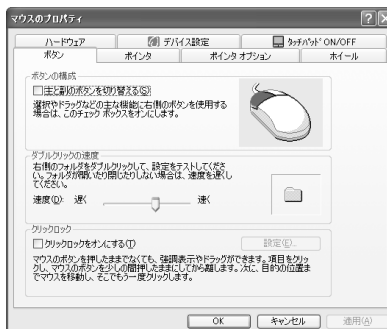 マウスのプロパティ
ハードウェア デバイス設定 タッチパッド ON/OFF
ボタン ポインタ ポインタ オプション ホイール
ボタンの構成
主と副のボタンを切り替える(S)
選択やドラッグなどの主な機能に右側のボタンを使用する
場合は、このチェック ボックスをオンにします。
ダブルクリックの速度
右側のフォルダをダブルクリックして、設定をテストしてくださ
い。フォルダが開いたり閉じたりしない場合は、速度を遅くし
てください。
速度(D): 遅く 速く
クリックロック
クリックロックをオンにする(T) 設定(E)...
マウスのボタンを押したままでなくても、強調表示やドラッグができます。項目をクリッ
クし、マウスのボタンを少しの間押したままにしてから離します。次に、目的の位置ま
でマウスを移動し、そこでもう一度クリックします。
OK キャンセル 適用(A)